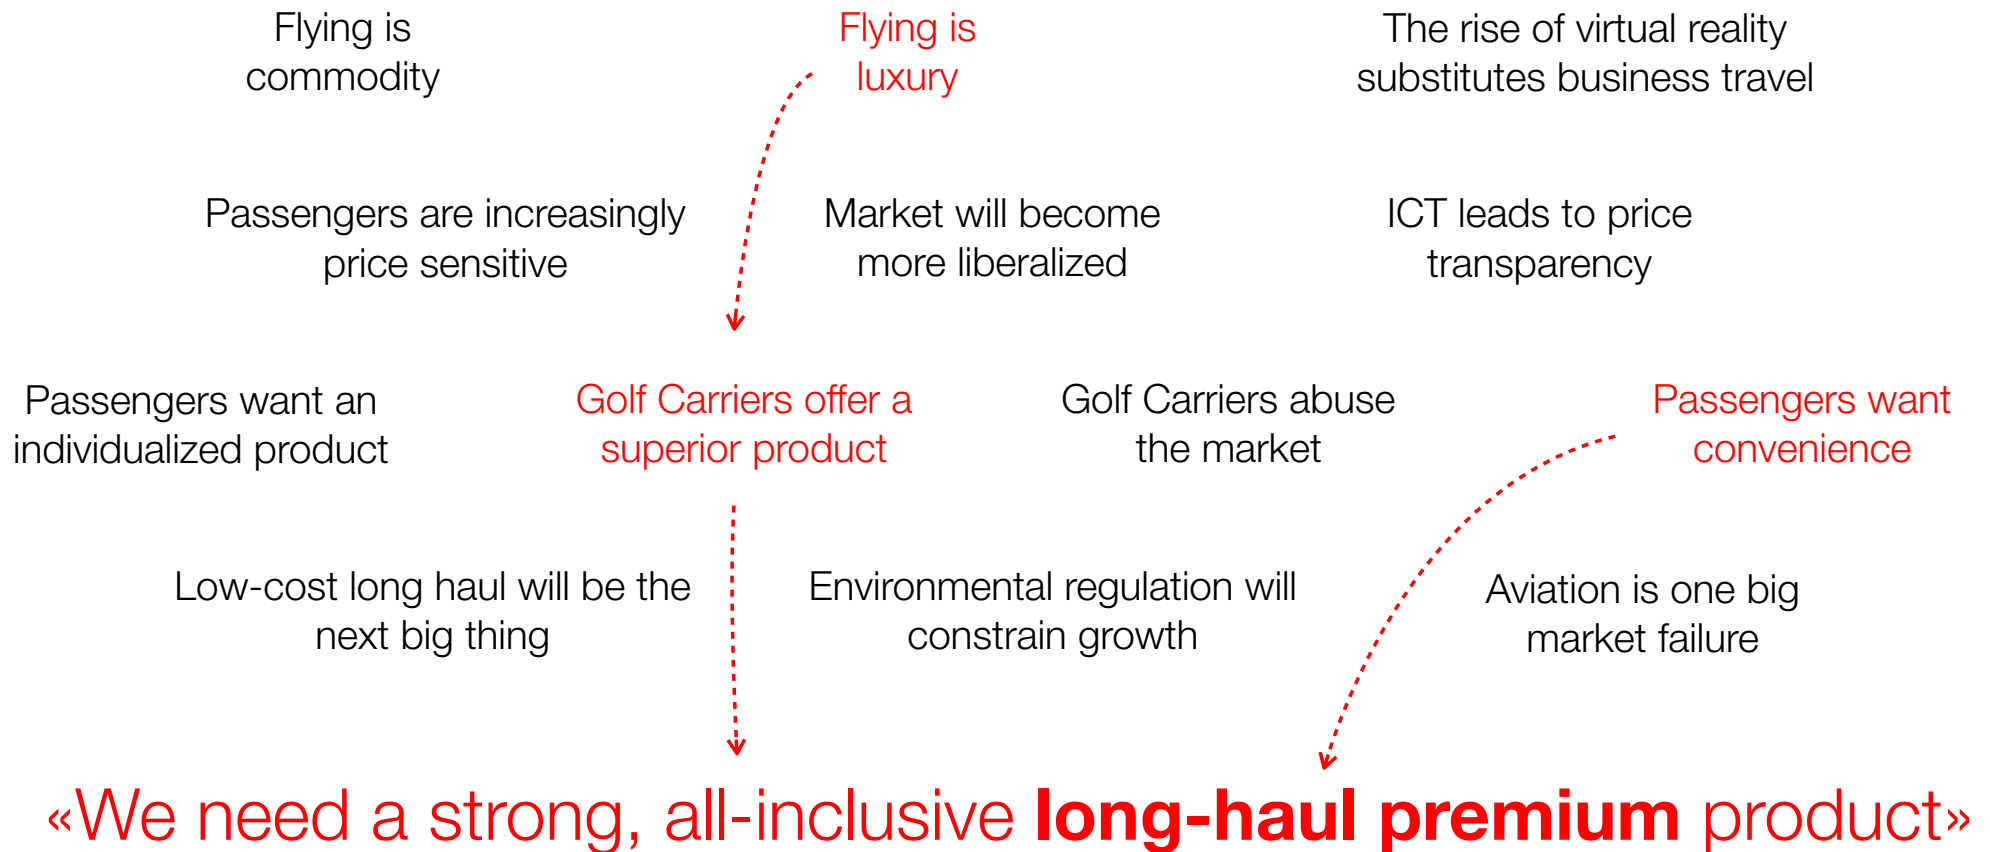 Flying is
commodity
Flying is
luxury
The rise of virtual reality
substitutes business travel
Passengers are increasingly
price sensitive
Market will become
more liberalized
ICT leads to price
transparency
Passengers want an
individualized product
Golf Carriers offer a
superior product
Golf Carriers abuse
the market
Passengers want
convenience
Low-cost long haul will be the
next big thing
Environmental regulation will
constrain growth
Aviation is one big
market failure
«We need a strong, all-inclusive long-haul premium product»